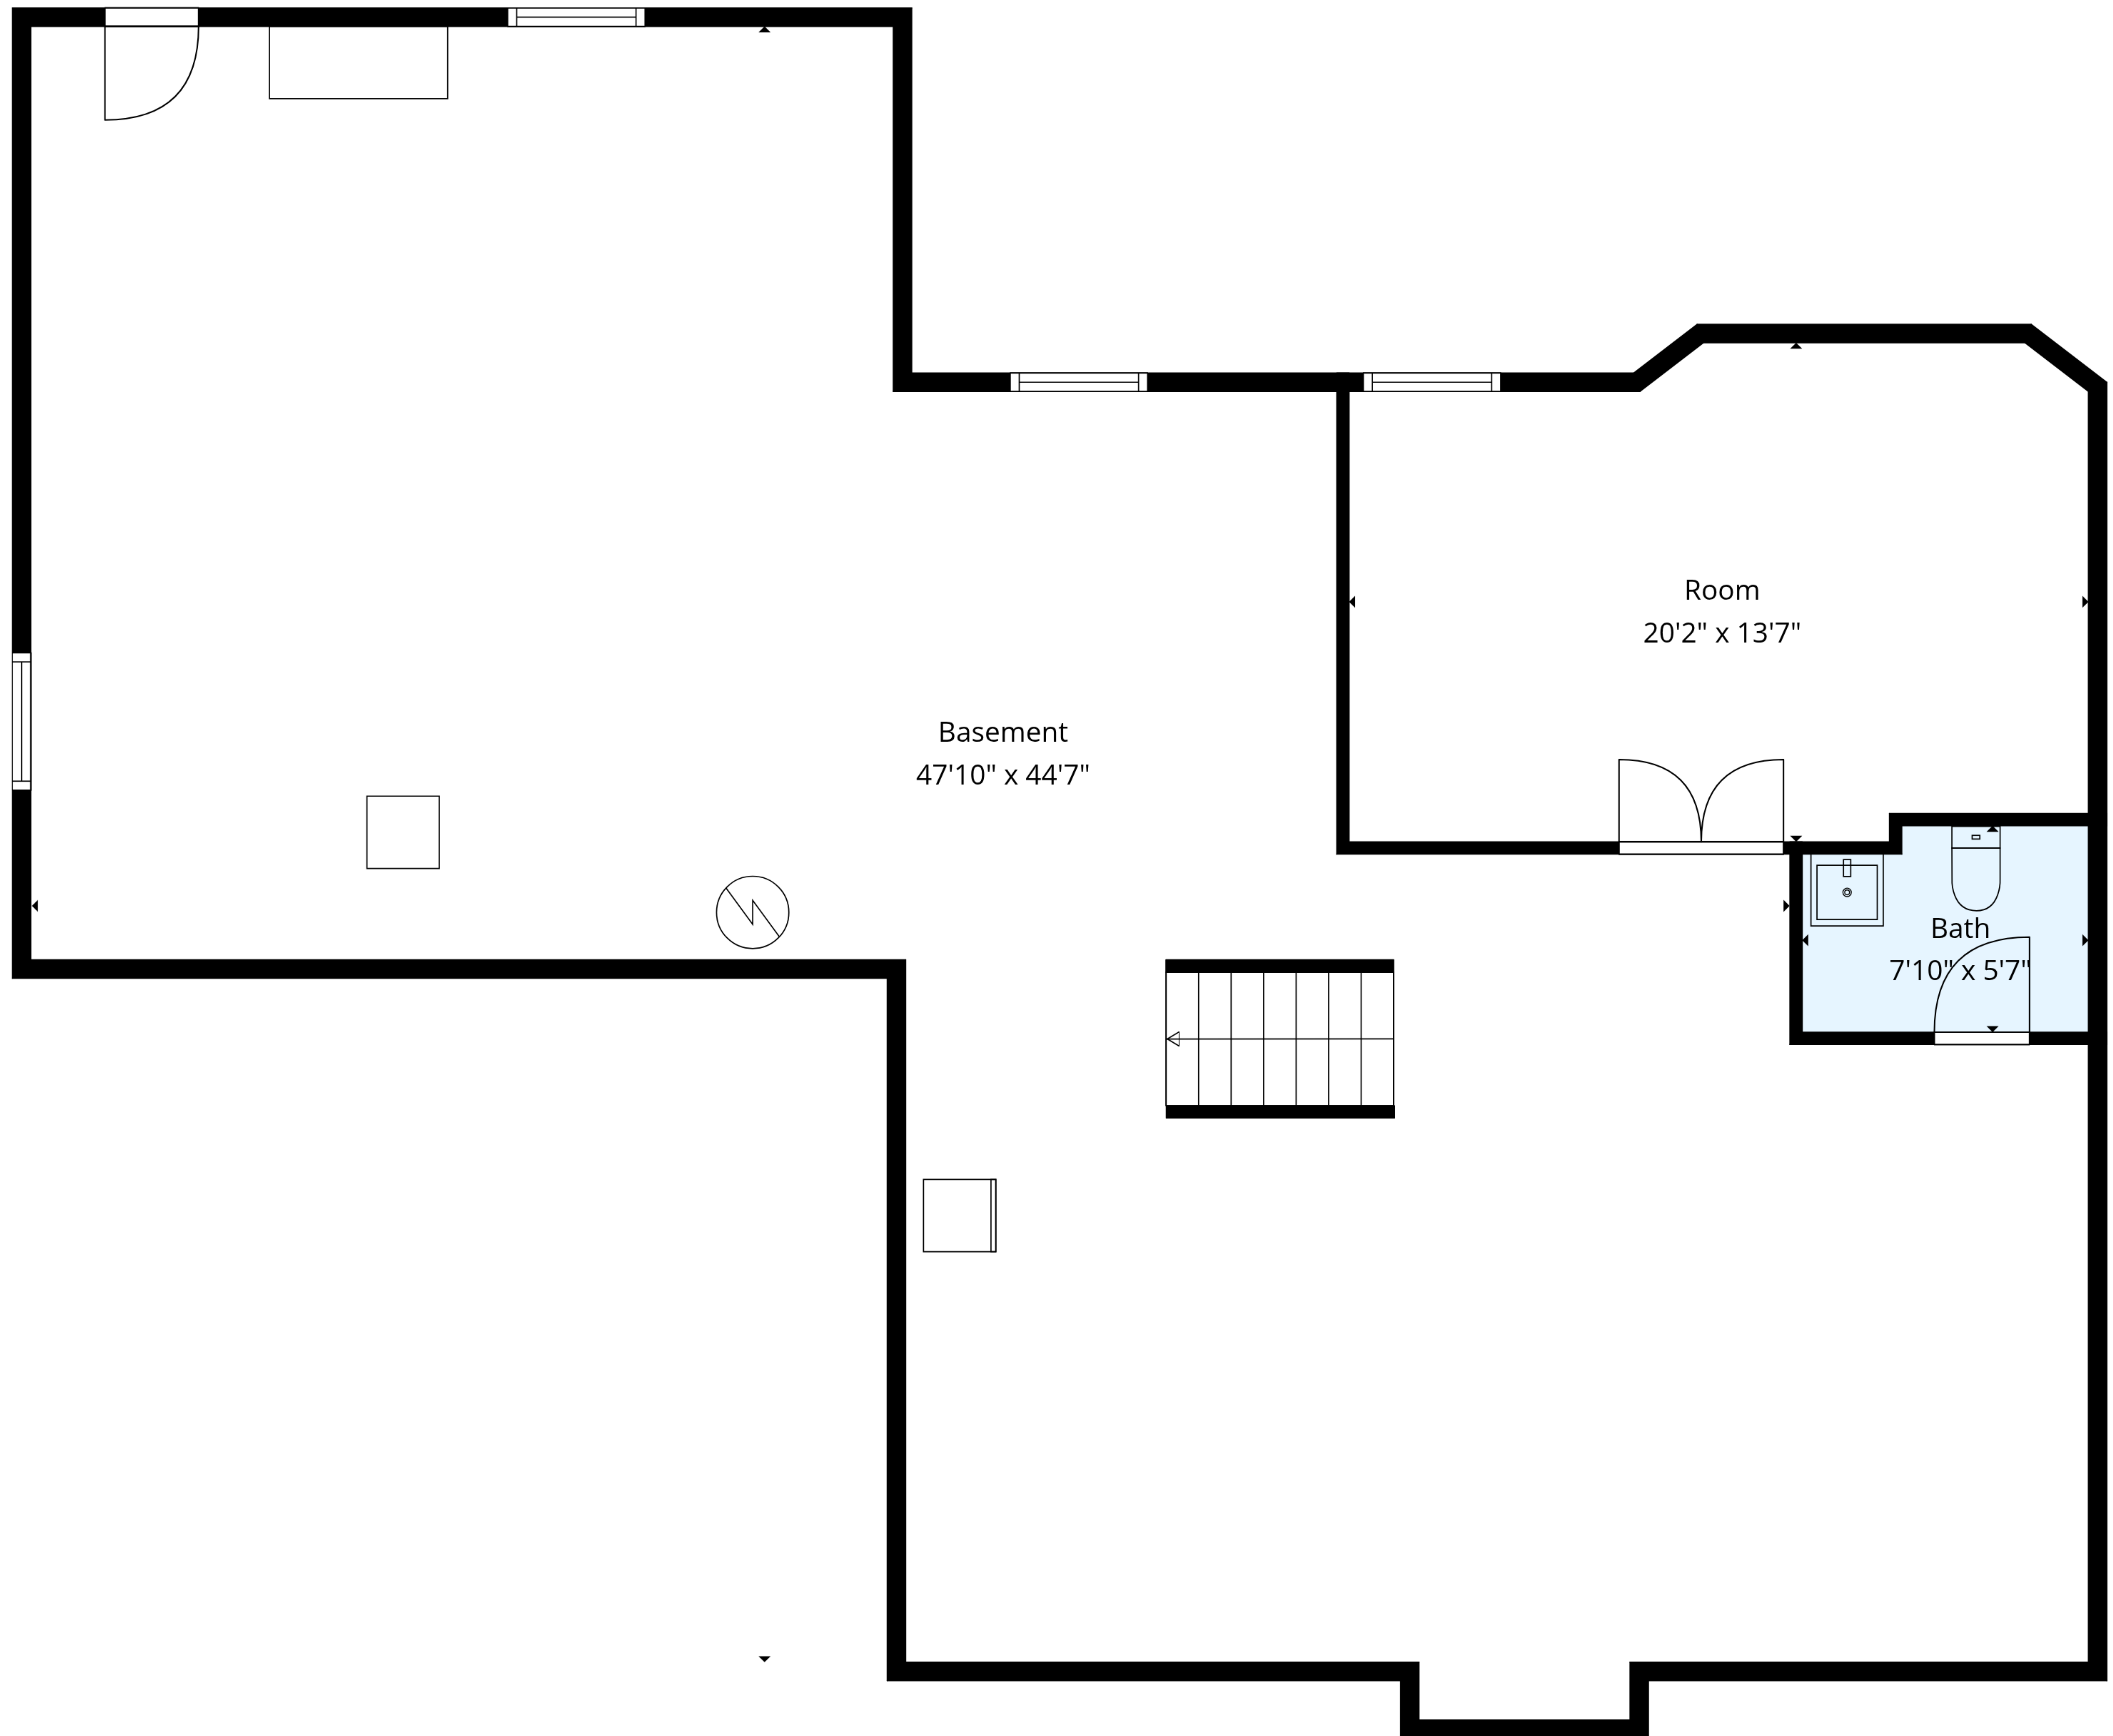 Room
20'2" x 13'7"
Basement
47'10" x 44'7"
Bath
7'10" x 5'7"